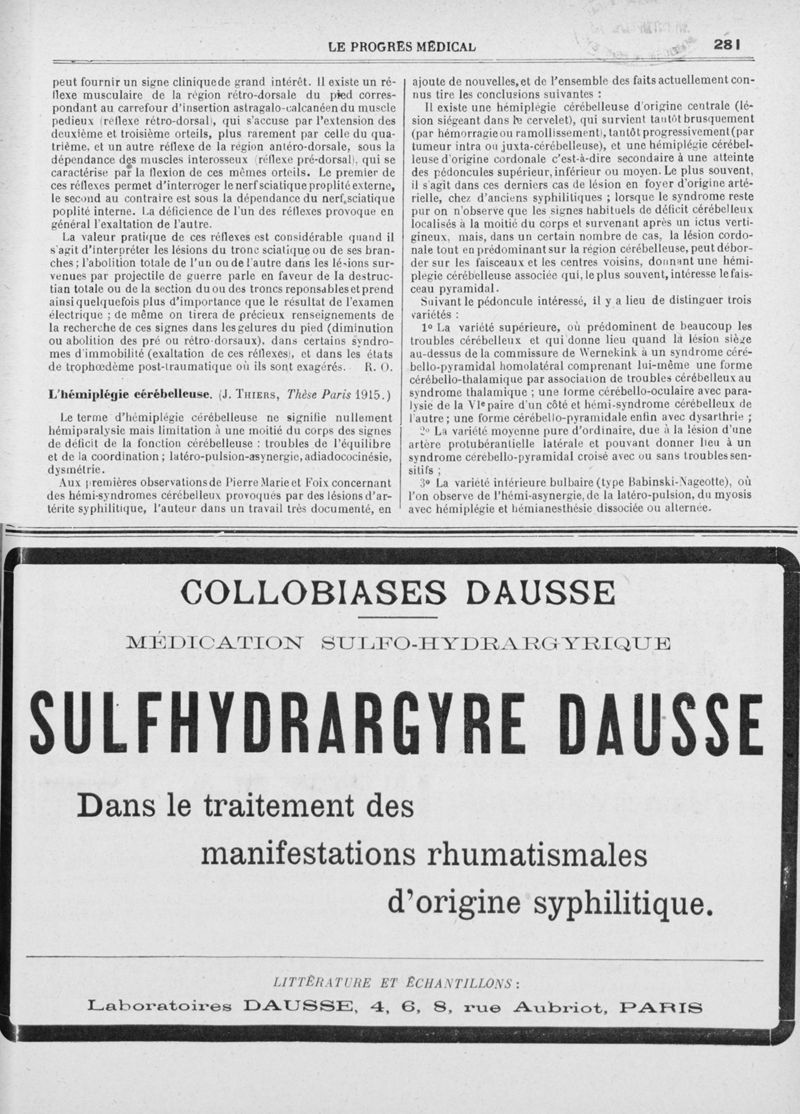 LE PROGRÈS MÉDICAL
281
peut fournir un signe clinique de grand intérêt. Il existe un ré-
flexe musculaire de la région rétro-dorsale du pied corres-
pondant au carrefour d'insertion astragalo-calcanéen du muscle
pedieux (réflexe rétro-dorsal), qui s'accuse par l'extension des
deuxième et troisième orteils, plus rarement par celle du qua-
trième, et un autre réflexe de la région antéro-dorsale, sous la
dépendance des muscles interosseux (réflexe pré-dorsal), qui se
caractérise par la flexion de ces mêmes orteils. Le premier de
ces réflexes permet d'interroger le nerf sciatique proplité externe,
le second au contraire est sous la dépendance du nerf sciatique
poplité interne. La déficience de l'un des réflexes provoque en
général l'exaltation de l'autre.
La valeur pratique de ces réflexes est considérable quand il
s'agit d'interpréter les lésions du tronc sciatique ou de ses bran-
ches ; l'abolition totale de l'un ou de l'autre dans les lé-ions sur-
venues par projectile de guerre parle en faveur de la destruc-
tion totale ou de la section du ou des troncs reponsables et prend
ainsi quelquefois plus d'importance que le résultat de l'examen
électrique ; de même on tirera de précieux renseignements de
la recherche de ces signes dans les gelures du pied (diminution
ou abolition des pré ou rétro-dorsaux), dans certains syndro-
mes d'immobilité (exaltation de ces réflexes), et dans les états
de trophœdème post-traumatique où ils sont exagérés. R. O.
L'hémiplégie cérébelleuse. (J. THIERS, Thèse Paris 1915.)
Le terme d'hémiplégie cérébelleuse ne signifie nullement
hémiparalysie mais limitation à une moitié du corps des signes
de déficit de la fonction cérébelleuse : troubles de l'équilibre
et de la coordination ; latéro-pulsion-asynergie, adiadococinésie,
dysmétrie.
Aux premières observations de Pierre Marie et Foix concernant
des hémi-syndromes cérébelleux provoqués par des lésions d'ar-
térite syphilitique, l'auteur dans un travail très documenté, en
ajoute de nouvelles, et de l'ensemble des faits actuellement con-
nus tire les conclusions suivantes :
Il existe une hémiplégie cérébelleuse d'origine centrale (lé-
sion siégeant dans le cervelet), qui survient tantôt brusquement
(par hémorragie ou ramollissement), tantôt progressivement (par
tumeur intra ou juxta-cérébelleuse), et une hémiplégie cérébel-
leuse d'origine cordonale c'est-à-dire secondaire à une atteinte
des pédoncules supérieur, inférieur ou moyen. Le plus souvent,
il s'agit dans ces derniers cas de lésion en foyer d'origine arté-
rielle, chez d'anciens syphilitiques ; lorsque le syndrome reste
pur on n'observe que les signes habituels de déficit cérébelleux
localisés à la moitié du corps et survenant après un ictus verti-
gineux, mais, dans un certain nombre de cas, la lésion cordo-
nale tout en prédominant sur la région cérébelleuse, peut débor-
der sur les faisceaux et les centres voisins, donnant une hémi-
plégie cérébelleuse associée qui, le plus souvent, intéresse le fais-
ceau pyramidal.
Suivant le pédoncule intéressé, il y a lieu de distinguer trois
variétés :
1º La variété supérieure, où prédominent de beaucoup les
troubles cérébelleux et qui donne lieu quand la lésion siège
au-dessus de la commissure de Wernekink à un syndrome céré-
bello-pyramidal homolatéral comprenant lui-même une forme
cérébello-thalamique par association de troubles cérébelleux au
syndrome thalamique ; une forme cérébello-oculaire avec para-
lysie de la VIe paire d'un côté et hémi-syndrome cérébelleux de
l'autre ; une forme cérébello-pyramidale enfin avec dysarthrie ;
2º La variété moyenne pure d'ordinaire, due à la lésion d'une
artère protubérantielle latérale et pouvant donner lieu à un
syndrome cérébello-pyramidal croisé avec ou sans troubles sen-
sitifs ;
3º La variété inférieure bulbaire (type Babinski-Nageotte), où
l'on observe de l'hémi-asynergie, de la latéro-pulsion, du myosis
avec hémiplégie et hémianesthésie dissociée ou alternée.
COLLOBIASES DAUSSE
MÉDICATION SULFO-HYDRARGYRIQUE
SULFHYDRARGYRE DAUSSE
Dans le traitement des
manifestations rhumatismales
d'origine syphilitique.
LITTÉRATURE ET ÉCHANTILLONS :
Laboratoires DAUSSE, 4, 6, 8, rue Aubriot, PARIS